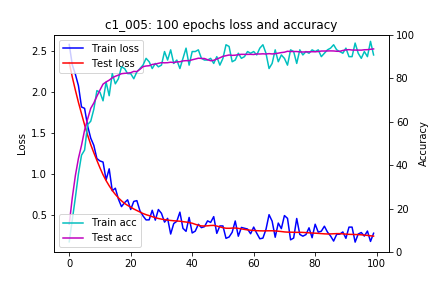 c1_005: 100 epochs loss and accuracy
Train loss
Test loss
Train acc
Test acc
Loss
2.5
2.0
1.5
1.0
0.5
Accuracy
100
80
60
40
20
0
0
20
40
60
80
100